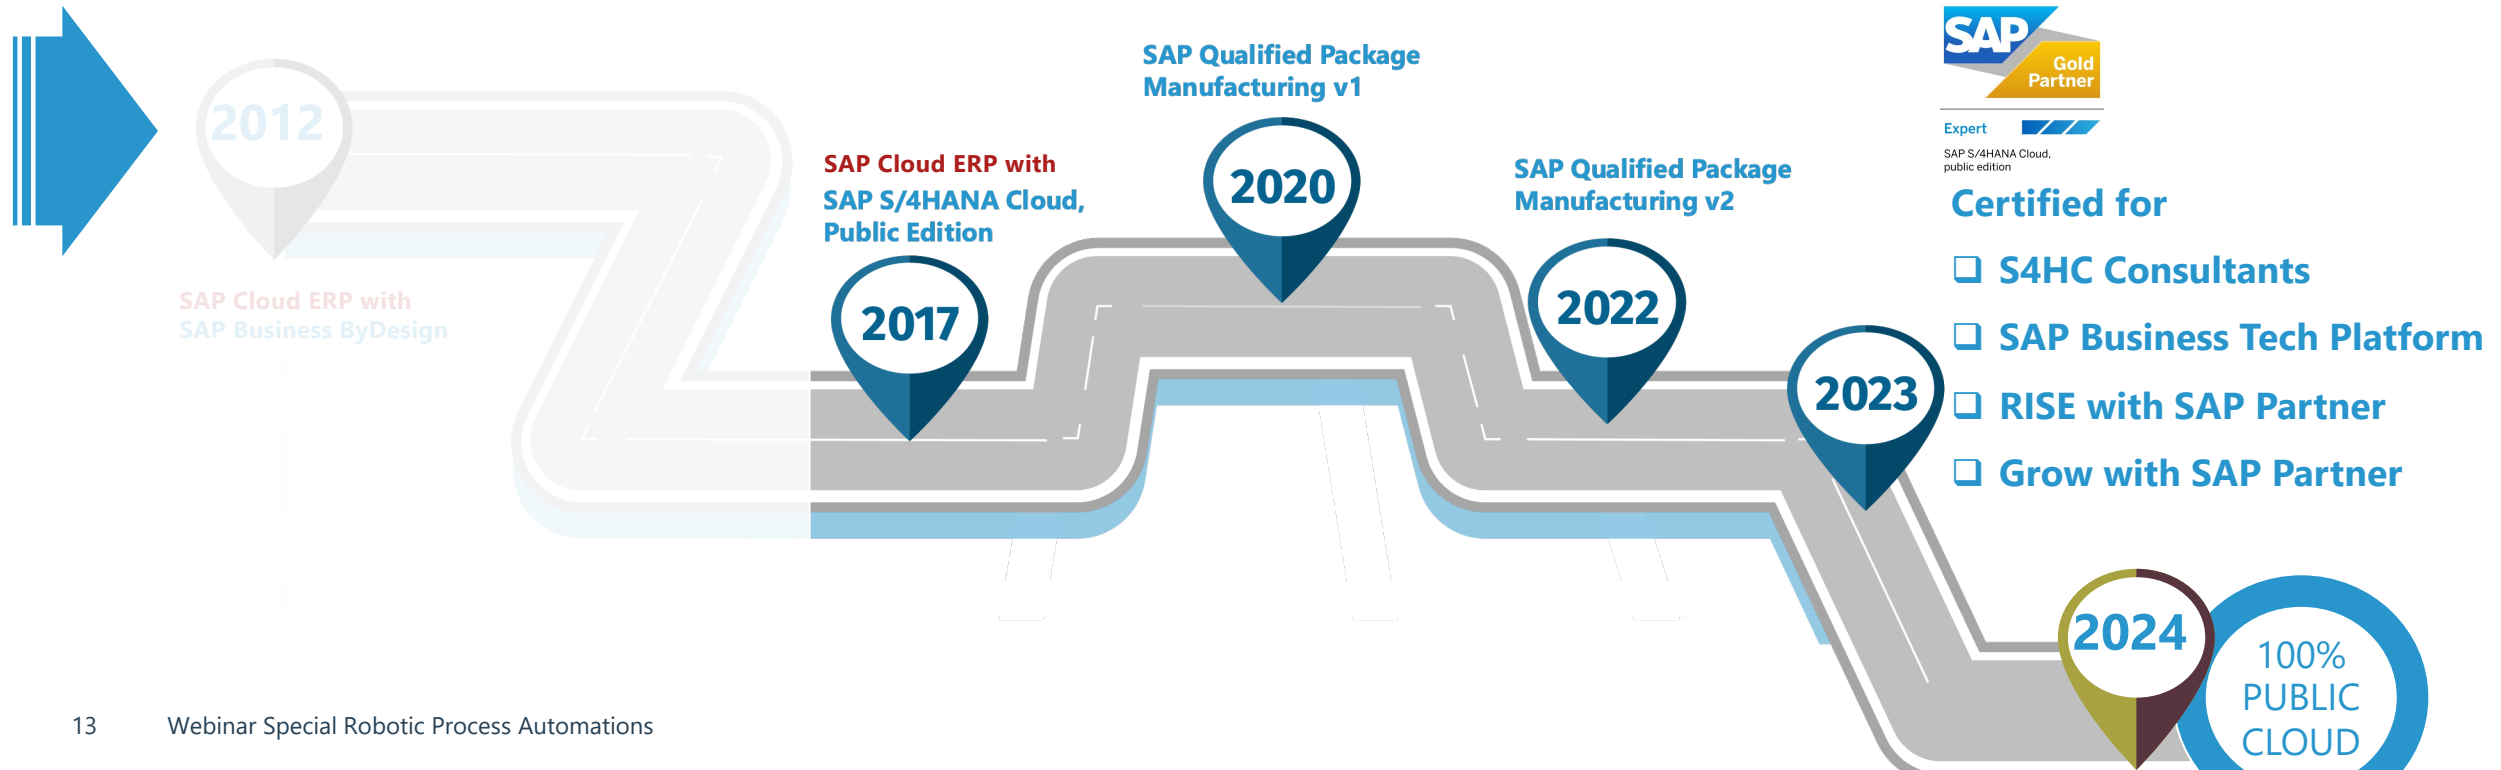 2012
SAP Cloud ERP with
SAP Business ByDesign
SAP Cloud ERP with
SAP S/4HANA Cloud,
Public Edition
2017
SAP Qualified Package
Manufacturing v1
2020
SAP Qualified Package
Manufacturing v2
2022
2023
SAP
Gold
Partner
Expert
SAP S/4HANA Cloud,
public edition
Certified for
S4HC Consultants
SAP Business Tech Platform
RISE with SAP Partner
Grow with SAP Partner
2024
100%
PUBLIC
CLOUD
13
Webinar Special Robotic Process Automations